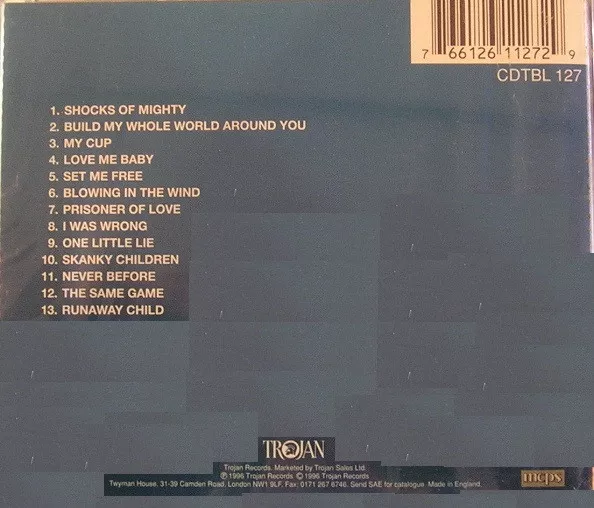 7 66126 11272 9
CDTBL 127
1. SHOCKS OF MIGHTY
2. BUILD MY WHOLE WORLD AROUND YOU
3. MY CUP
4. LOVE ME BABY
5. SET ME FREE
6. BLOWING IN THE WIND
7. PRISONER OF LOVE
8. I WAS WRONG
9. ONE LITTLE LIE
10. SKANKY CHILDREN
11. NEVER BEFORE
12. THE SAME GAME
13. RUNAWAY CHILD
TROJAN
Trojan Records. Marketed by Trojan Sales Ltd.
℗ 1996 Trojan Records © 1996 Trojan Records
Twyman House, 31-39 Camden Road, London NW1 9LF. Fax: 0171 267 6746. Send SAE for catalogue. Made in England.
mcps